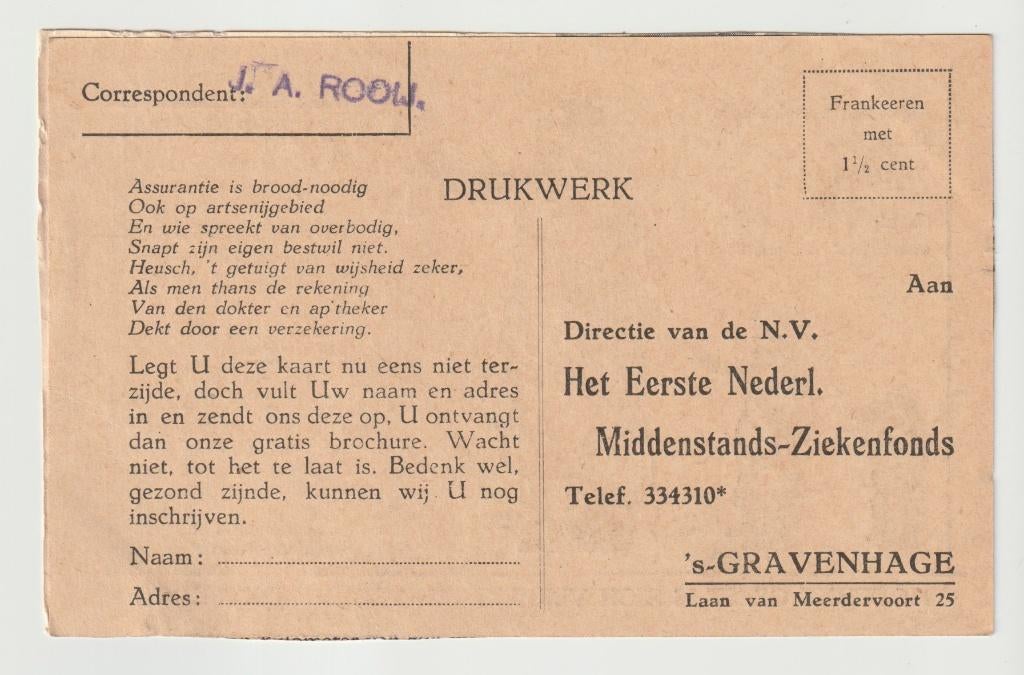 Correspondent: J. A. ROOIJ.
Frankeeren
met
1 1/2 cent
DRUKWERK
Assurantie is brood-noodig
Ook op artsenijgebied
En wie spreekt van overbodig,
Snapt zijn eigen bestwil niet.
Heusch, 't getuigt van wijsheid zeker,
Als men thans de rekening
Van den dokter en ap'theker
Dekt door een verzekering.
Legt U deze kaart nu eens niet ter-
zijde, doch vult Uw naam en adres
in en zendt ons deze op, U ontvangt
dan onze gratis brochure. Wacht
niet, tot het te laat is. Bedenk wel,
gezond zijnde, kunnen wij U nog
inschrijven.
Naam:
Adres:
Aan
Directie van de N.V.
Het Eerste Nederl.
Middenstands-Ziekenfonds
Telef. 334310*
's-GRAVENHAGE
Laan van Meerdervoort 25